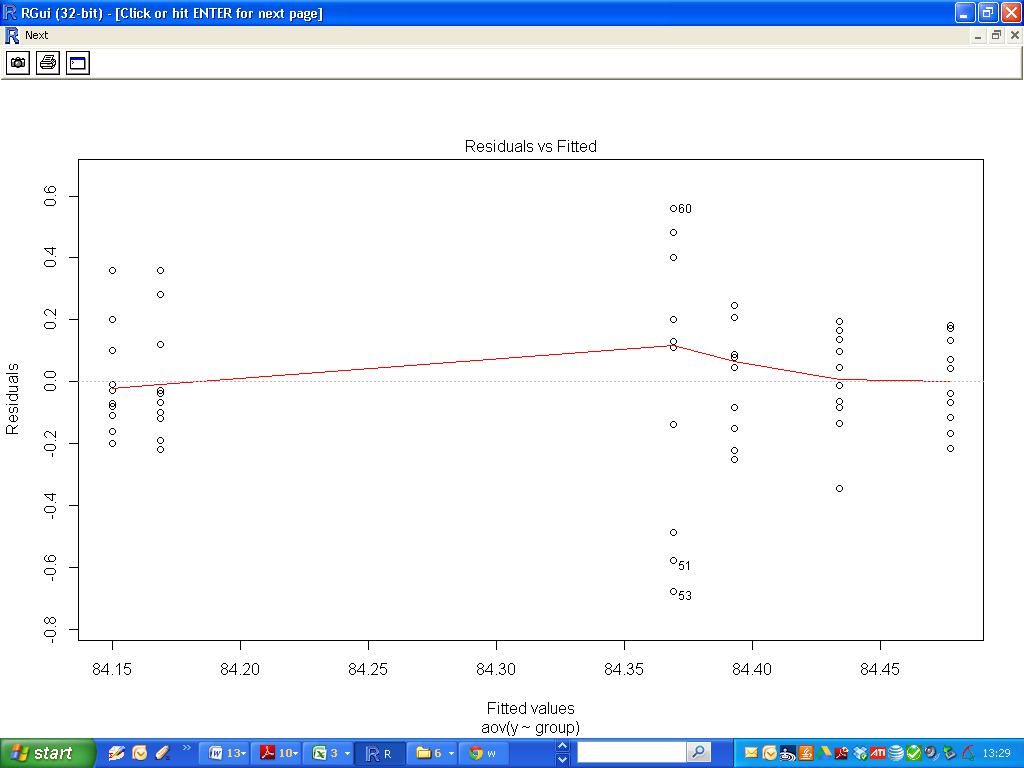 RGui (32-bit) - [Click or hit ENTER for next page]
Next
Residuals vs Fitted
0.6
0.4
0.2
0.0
-0.2
-0.4
-0.6
-0.8
Residuals
60
51
53
84.15 84.20 84.25 84.30 84.35 84.40 84.45
Fitted values
aov(y ~ group)
start 13 10 3 R 6 w 13:29